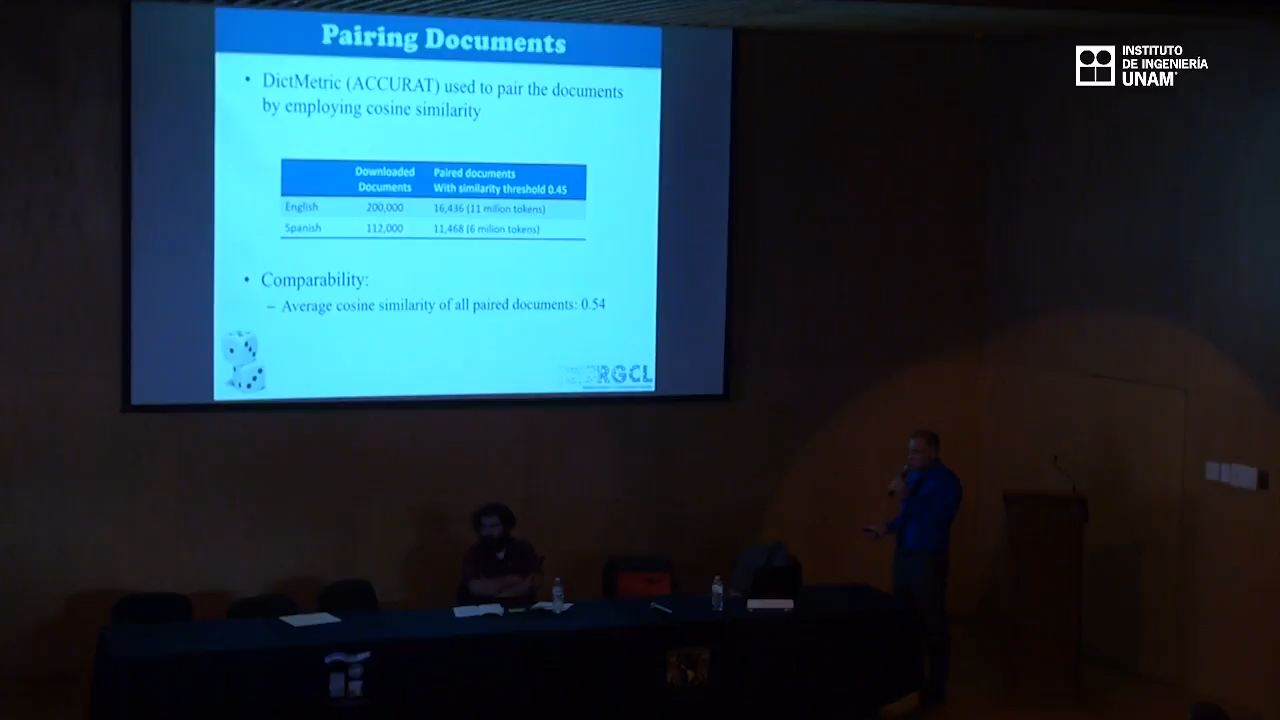 Pairing Documents
• DictMetric (ACCURAT) used to pair the documents
by employing cosine similarity
Downloaded Documents Paired documents With similarity threshold 0.45
English 200,000 16,436 (11 milion tokens)
Spanish 112,000 11,468 (6 milion tokens)
• Comparability:
– Average cosine similarity of all paired documents: 0.54
RGCL
INSTITUTO
DE INGENIERÍA
UNAM